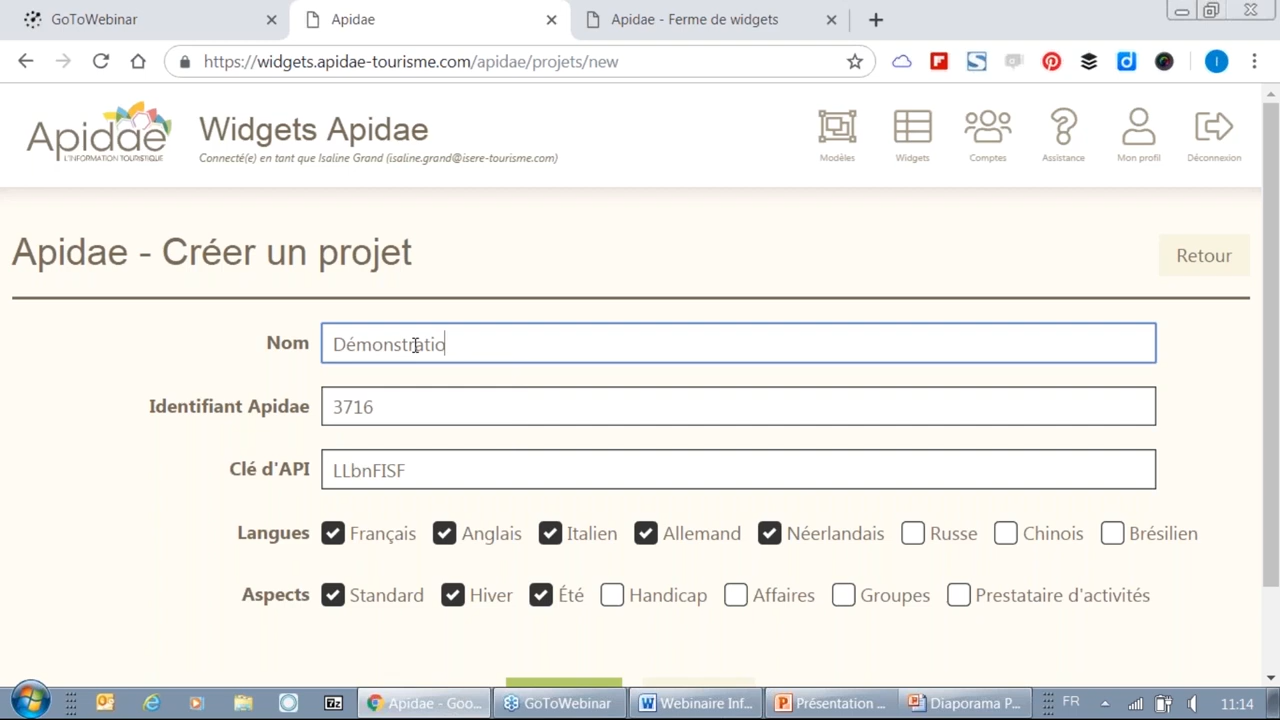 GoToWebinar
Apidae
Apidae - Ferme de widgets
https://widgets.apidae-tourisme.com/apidae/projets/new
Apidae
L'INFORMATION TOURISTIQUE
Widgets Apidae
Connecté(e) en tant que Isaline Grand (isaline.grand@isere-tourisme.com)
Modèles
Widgets
Comptes
Assistance
Mon profil
Déconnexion
Apidae - Créer un projet
Retour
Nom
Démonstratio
Identifiant Apidae
3716
Clé d'API
LLbnFISF
Langues
Français
Anglais
Italien
Allemand
Néerlandais
Russe
Chinois
Brésilien
Aspects
Standard
Hiver
Été
Handicap
Affaires
Groupes
Prestataire d'activités
Apidae - Goo...
GoToWebinar
Webinaire Inf...
Présentation ...
Diaporama P...
FR
11:14